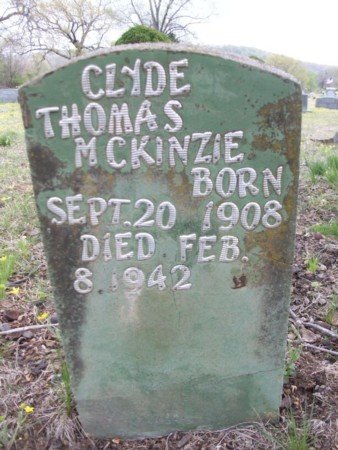 CLYDE
THOMAS
MCKINZIE
BORN
SEPT. 20 1908
DIED FEB.
8 1942